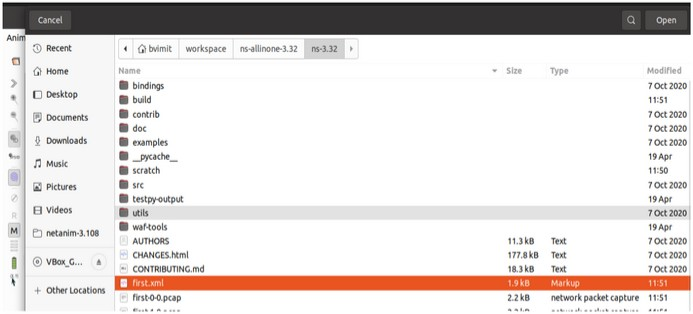 Cancel
Open
Anim
Recent
Home
Desktop
Documents
Downloads
Music
Pictures
Videos
netanim-3.108
VBox_G...
Other Locations
M
bvimit workspace ns-allinone-3.32 ns-3.32
Name Size Type Modified
bindings 7 Oct 2020
build 11:51
contrib 7 Oct 2020
doc 7 Oct 2020
examples 7 Oct 2020
__pycache__ 19 Apr
scratch 11:50
src 7 Oct 2020
testpy-output 19 Apr
utils 7 Oct 2020
waf-tools 19 Apr
AUTHORS 11.3 kB Text 7 Oct 2020
CHANGES.html 177.8 kB Text 7 Oct 2020
CONTRIBUTING.md 18.3 kB Text 7 Oct 2020
first.xml 1.9 kB Markup 11:51
first-0-0.pcap 2.2 kB network packet capture 11:51